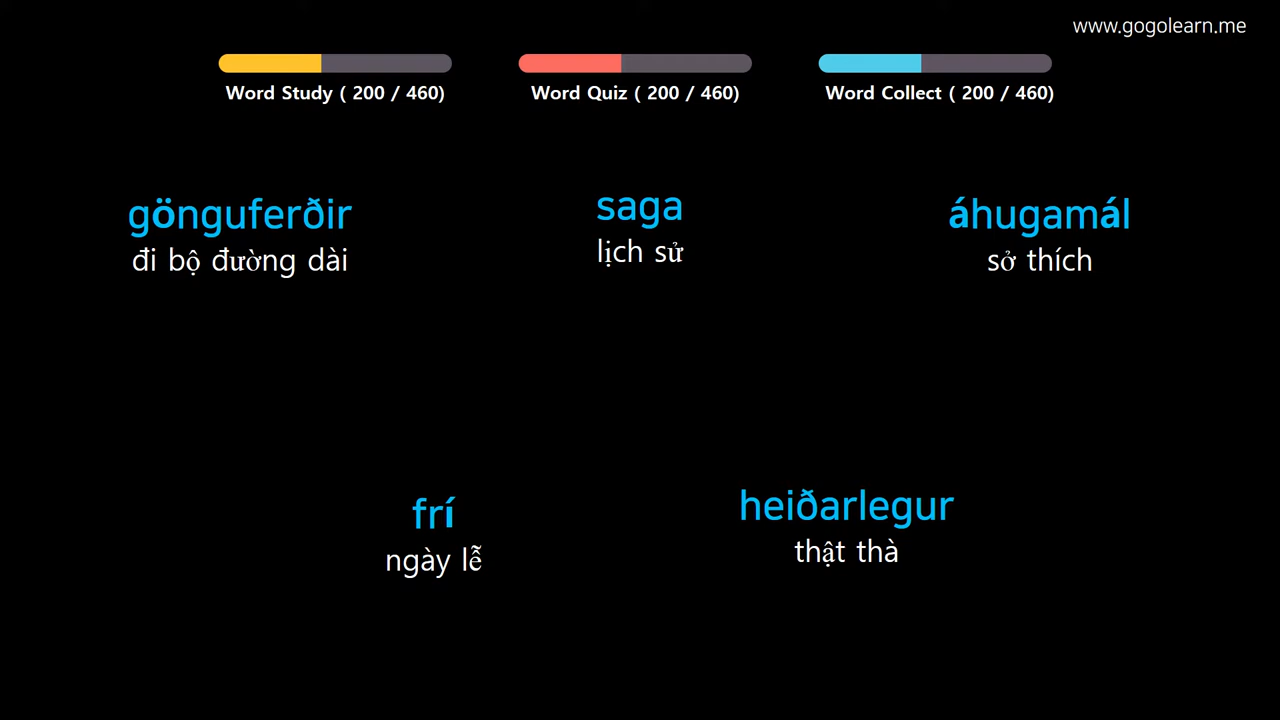 www.gogolearn.me
Word Study ( 200 / 460)
Word Quiz ( 200 / 460)
Word Collect ( 200 / 460)
gönguferðir
đi bộ đường dài
saga
lịch sử
áhugamál
sở thích
frí
ngày lễ
heiðarlegur
thật thà